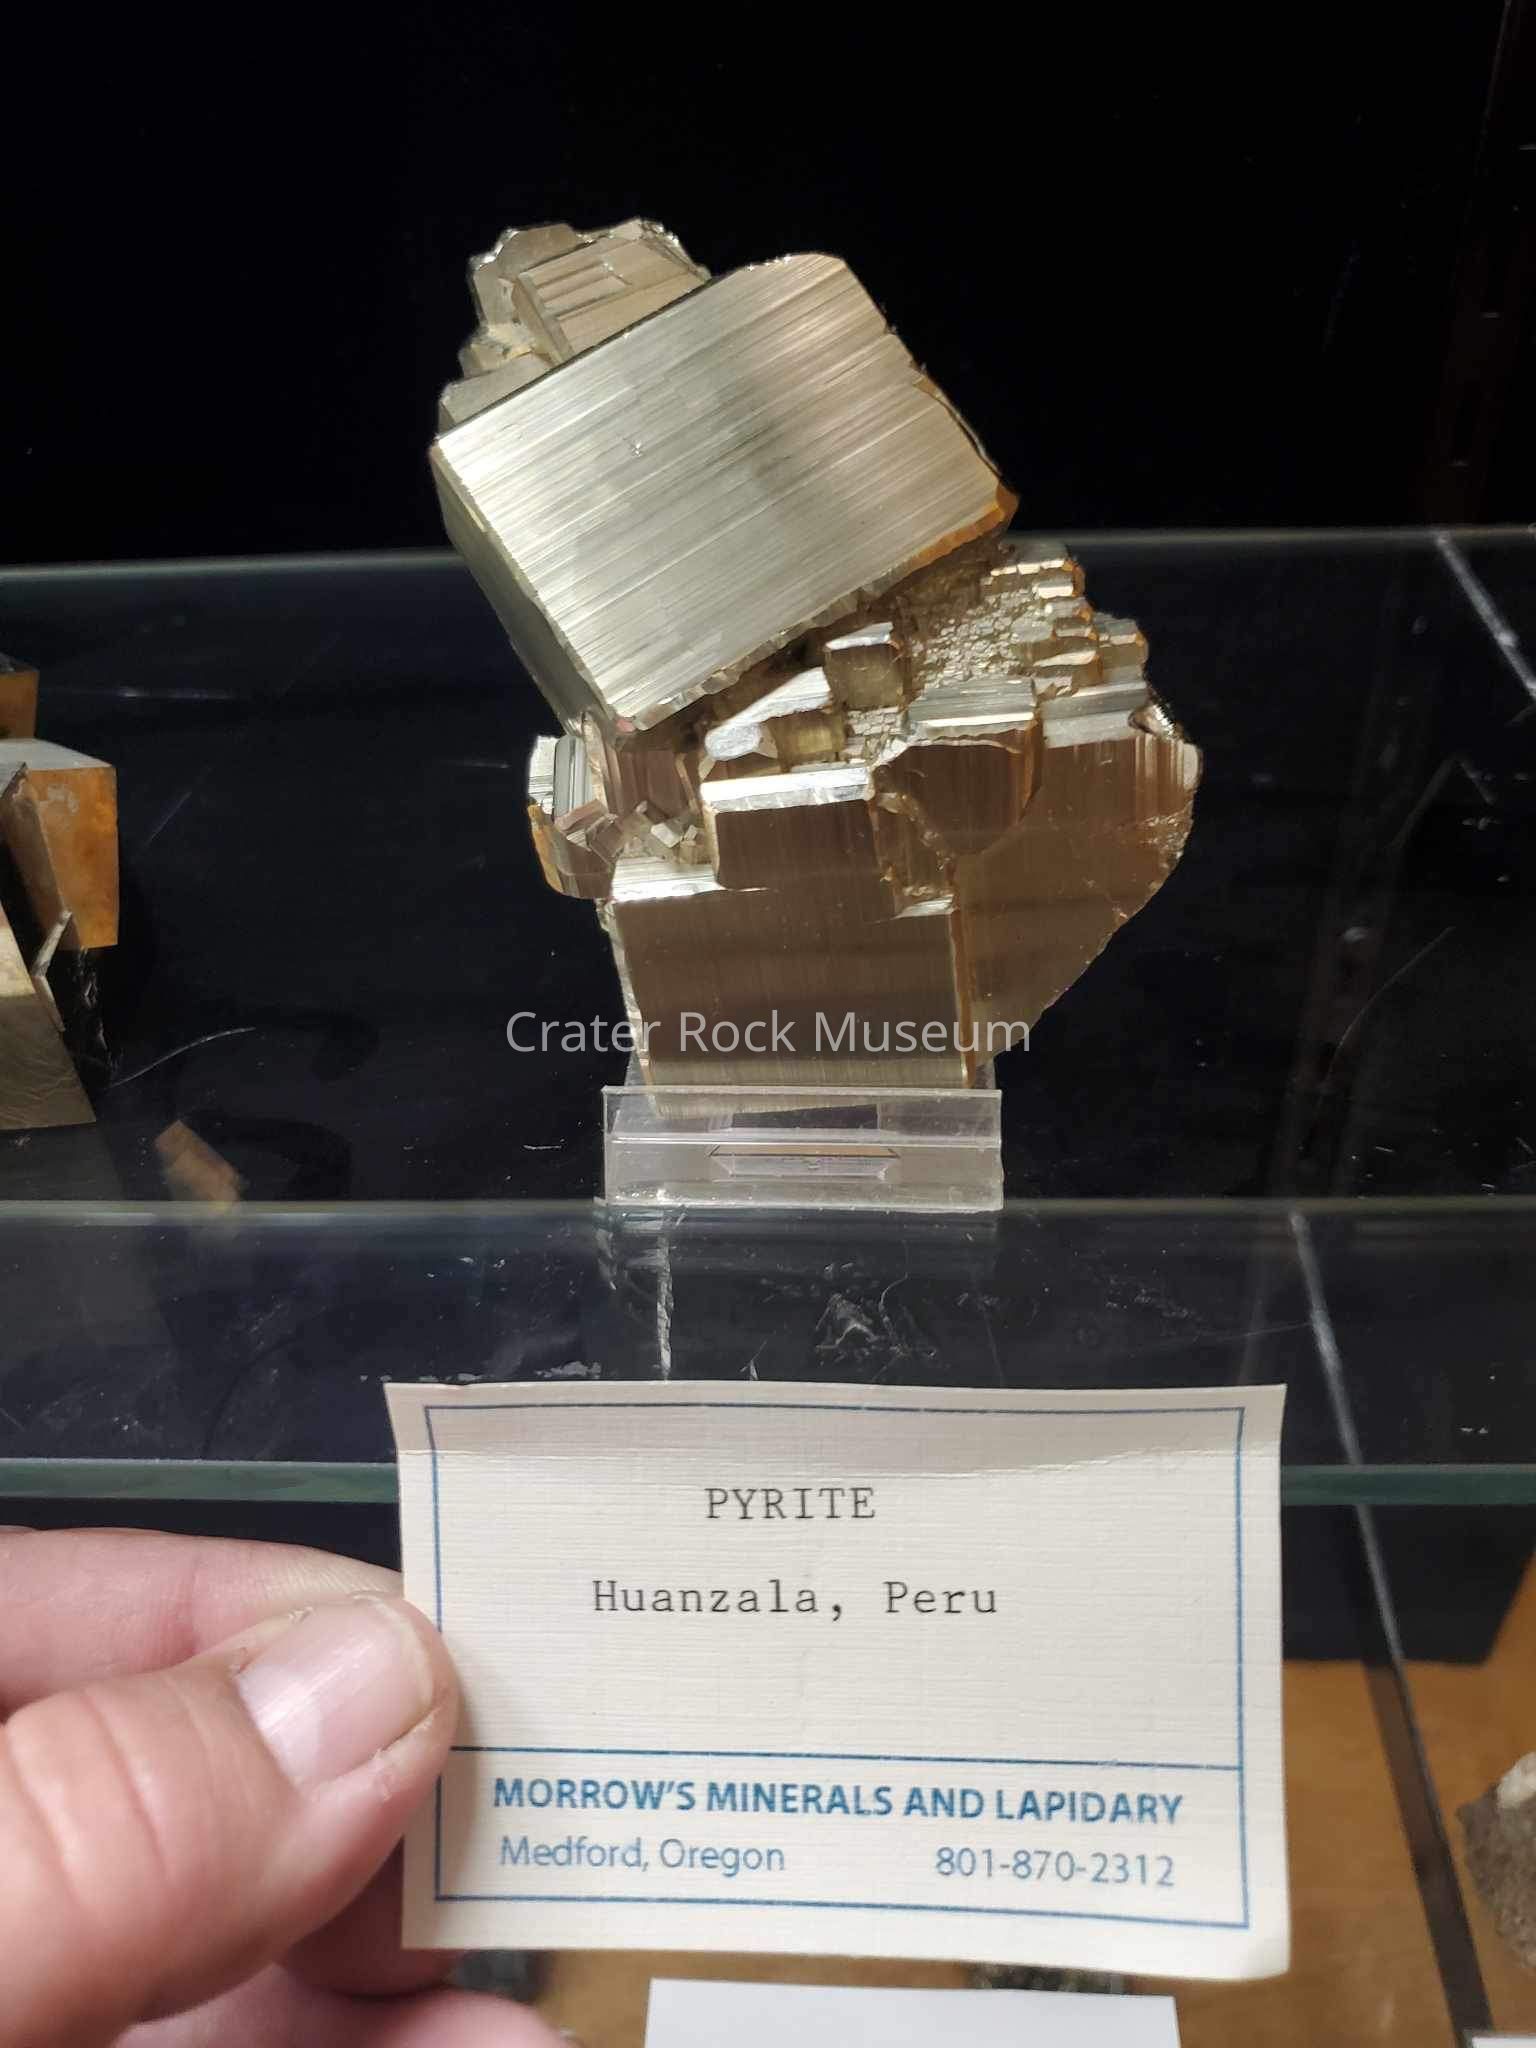 Crater Rock Museum
PYRITE
Huanzala, Peru
MORROW'S MINERALS AND LAPIDARY
Medford, Oregon 801-870-2312